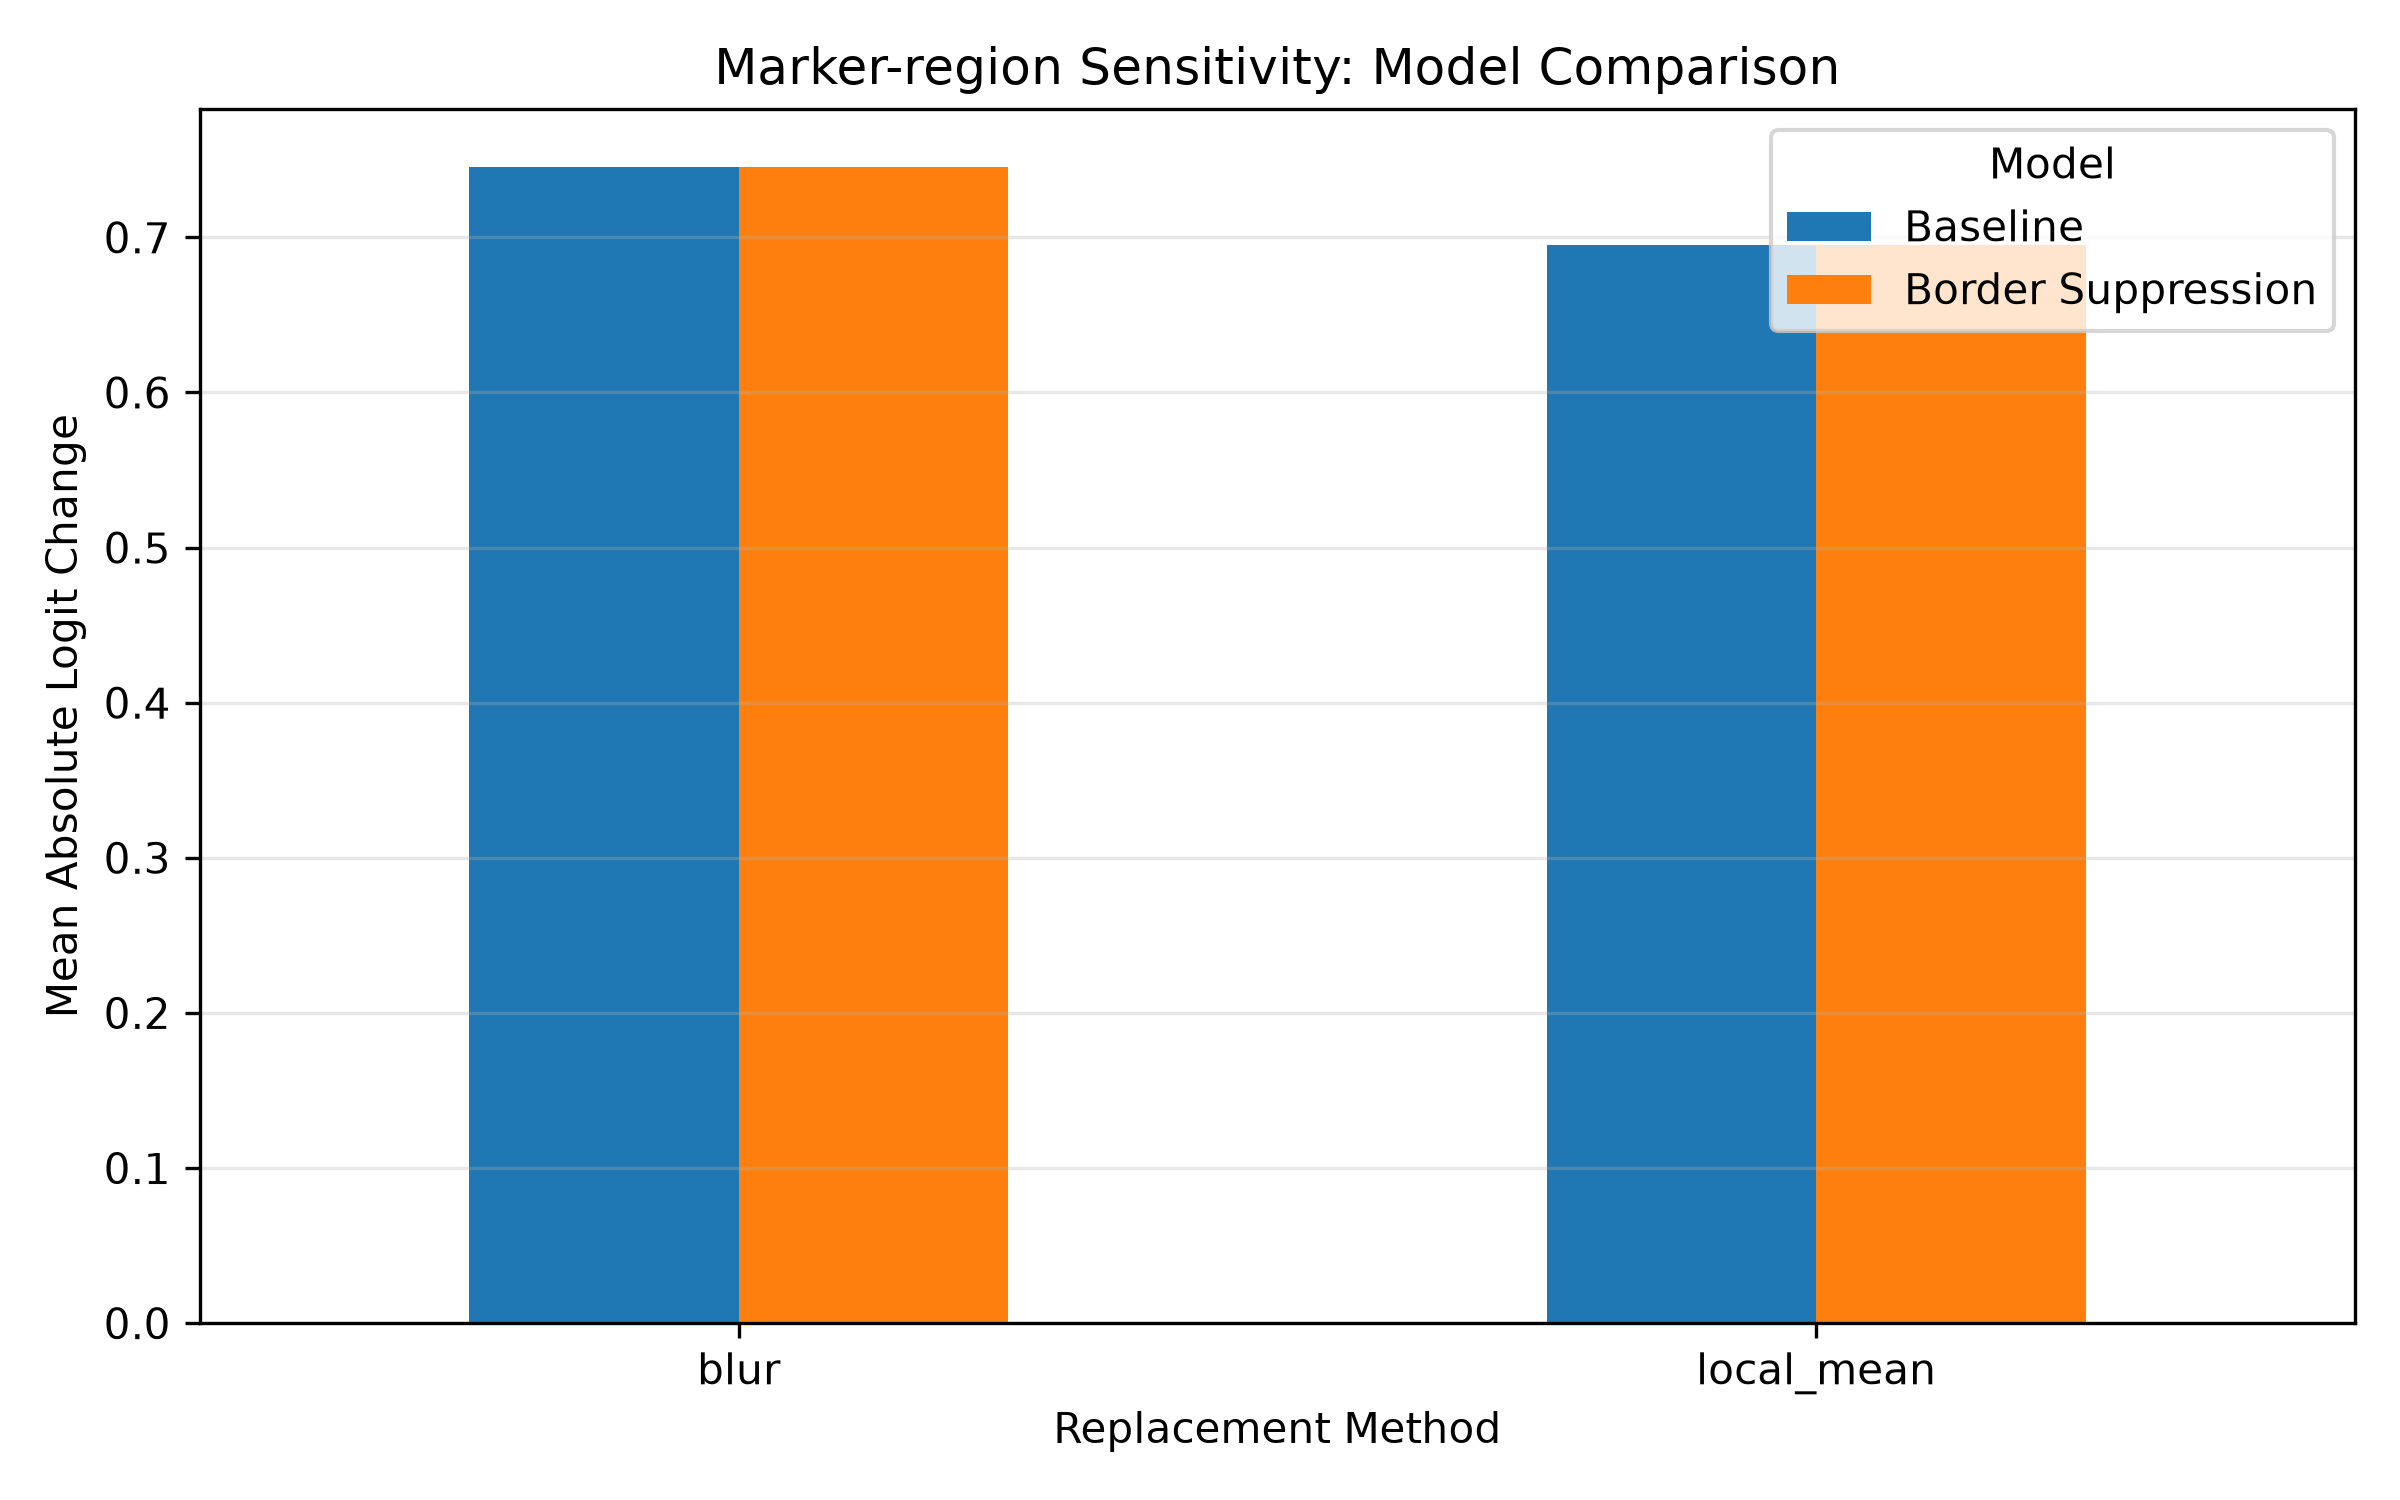 Marker-region Sensitivity: Model Comparison
Model
Baseline
Border Suppression
Mean Absolute Logit Change
0.7
0.6
0.5
0.4
0.3
0.2
0.1
0.0
blur
local_mean
Replacement Method